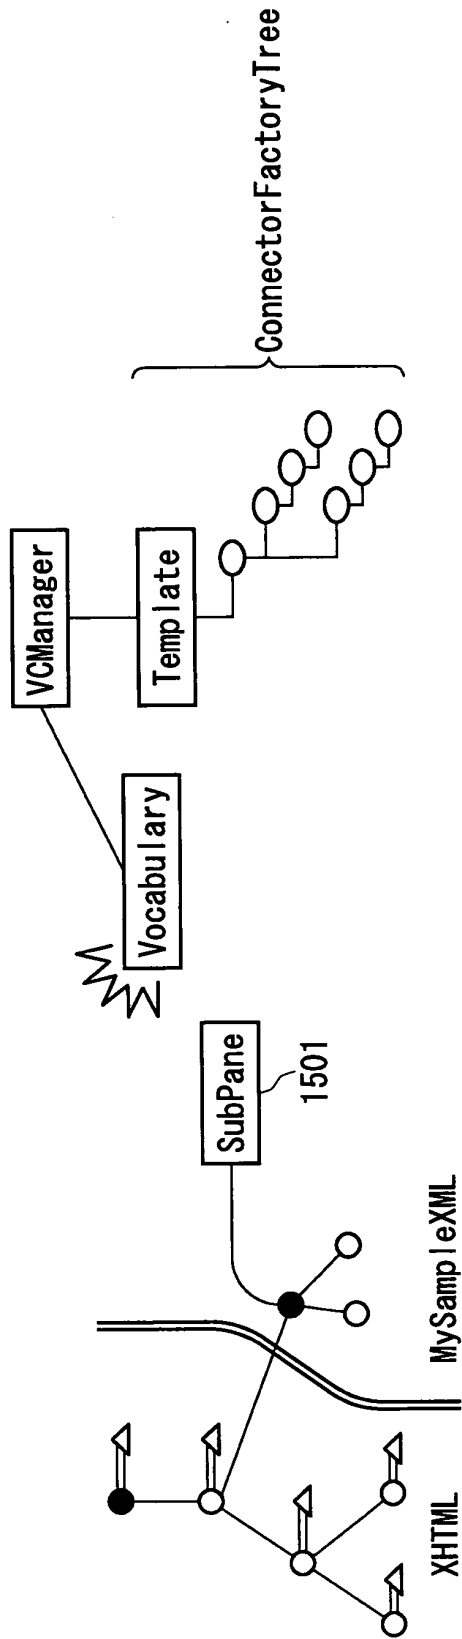 VCManager
Vocabulary
Template
ConnectorFactoryTree
SubPane
1501
XHTML
MySampleXML